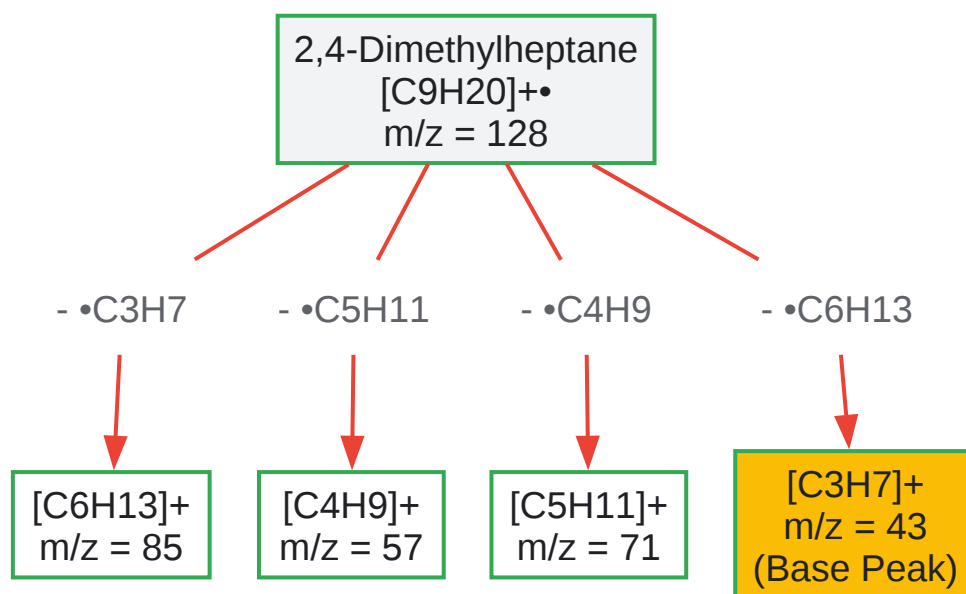 2,4-Dimethylheptane
[C9H20]+•
m/z = 128
- •C3H7
- •C5H11
- •C4H9
- •C6H13
[C6H13]+
m/z = 85
[C4H9]+
m/z = 57
[C5H11]+
m/z = 71
[C3H7]+
m/z = 43
(Base Peak)